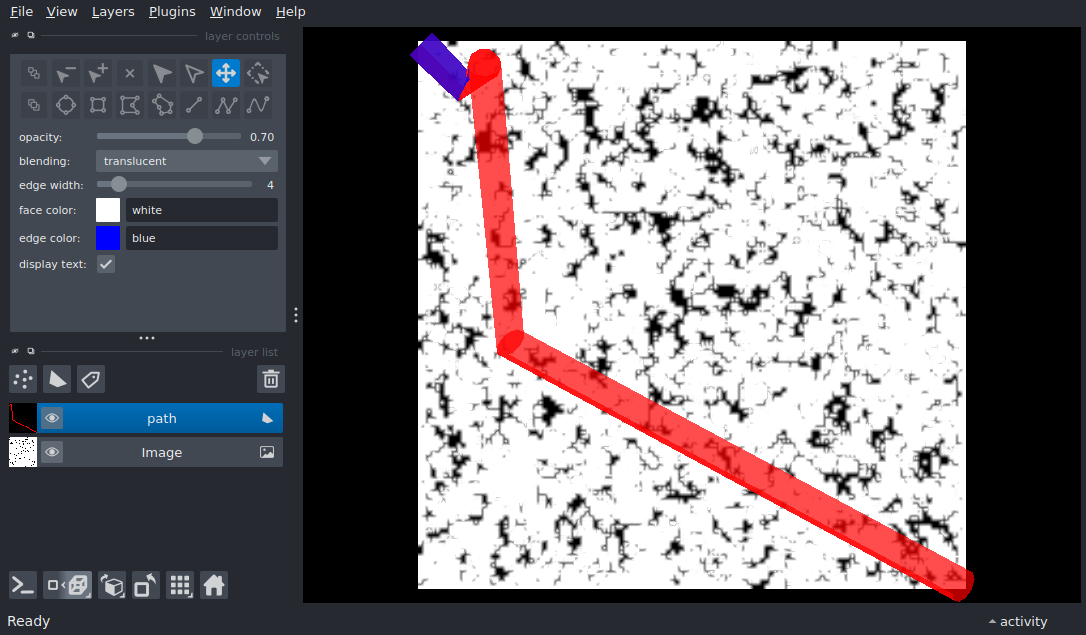 File View Layers Plugins Window Help
layer controls
opacity: 0.70
blending: translucent
edge width: 4
face color: white
edge color: blue
display text:
layer list
path
Image
Ready
activity